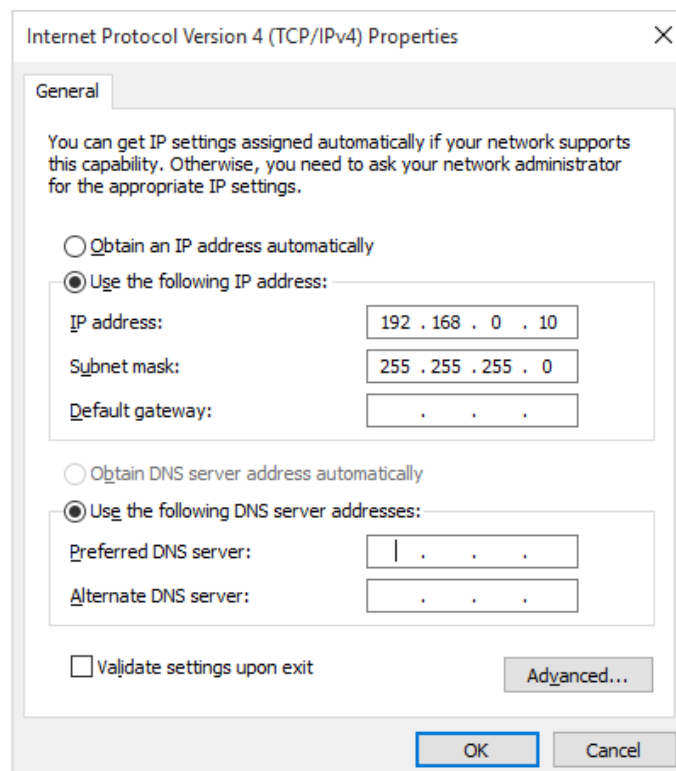 Internet Protocol Version 4 (TCP/IPv4) Properties
General
You can get IP settings assigned automatically if your network supports
this capability. Otherwise, you need to ask your network administrator
for the appropriate IP settings.
Obtain an IP address automatically
Use the following IP address:
IP address: 192 . 168 . 0 . 10
Subnet mask: 255 . 255 . 255 . 0
Default gateway: . . .
Obtain DNS server address automatically
Use the following DNS server addresses:
Preferred DNS server: . . .
Alternate DNS server: . . .
Validate settings upon exit
Advanced...
OK Cancel